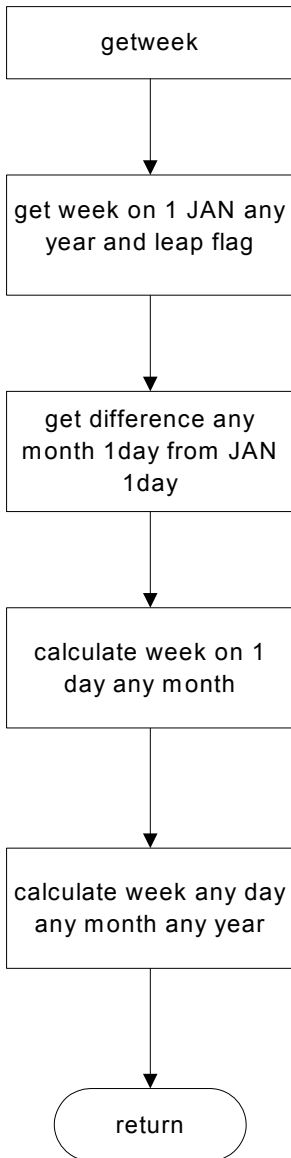 getweek
get week on 1 JAN any
year and leap flag
get difference any
month 1day from JAN
1day
calculate week on 1
day any month
calculate week any day
any month any year
return